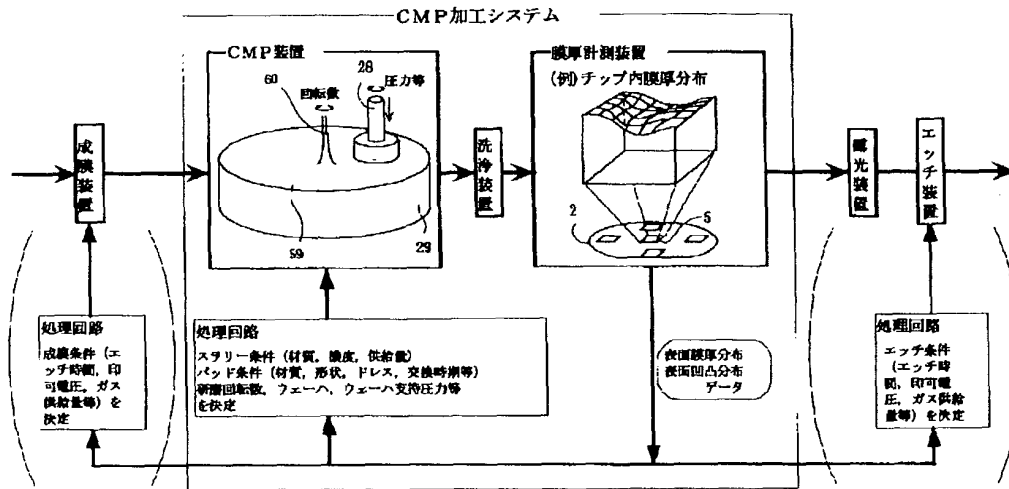 CMP加工システム
CMP装置
60
28
回転数
圧力等
59
29
膜厚計測装置
(例)チップ内膜厚分布
2
5
成膜装置
洗浄装置
露光装置
エッチ装置
処理回路
成膜条件(エ
ッチ時間, 印
可電圧, ガス
供給量等)を
決定
処理回路
スラリー条件(材質, 濃度, 供給量)
パッド条件(材質, 形状, ドレス, 交換時期等)
研磨回転数, ウェーハ, ウェーハ支持圧力等
を決定
表面膜厚分布
表面凹凸分布
データ
処理回路
エッチ条件
(エッチ時
間, 印可電
圧, ガス供給
量等)を決定